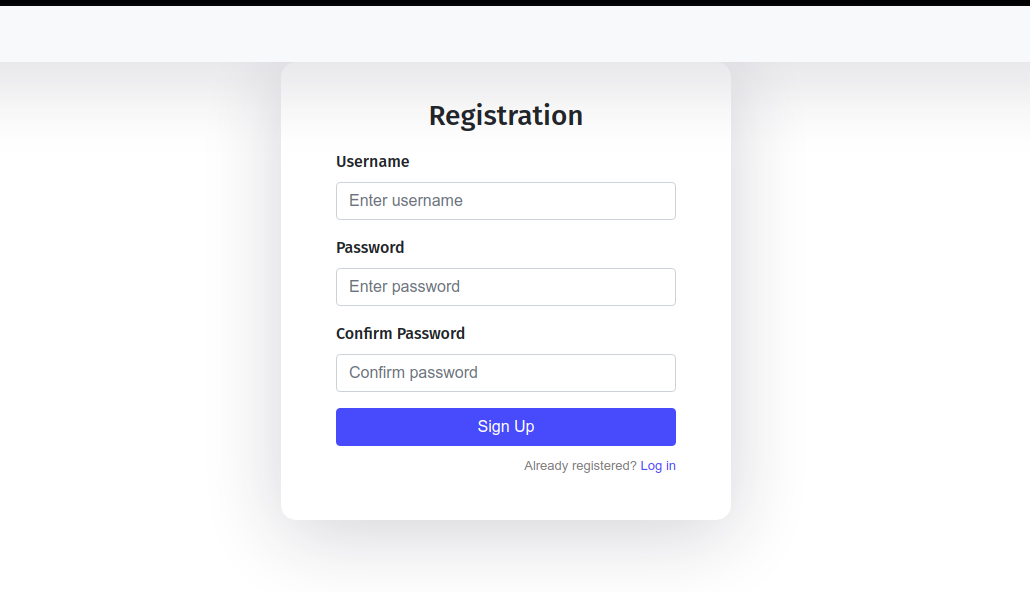 Registration
Username
Enter username
Password
Enter password
Confirm Password
Confirm password
Sign Up
Already registered? Log in